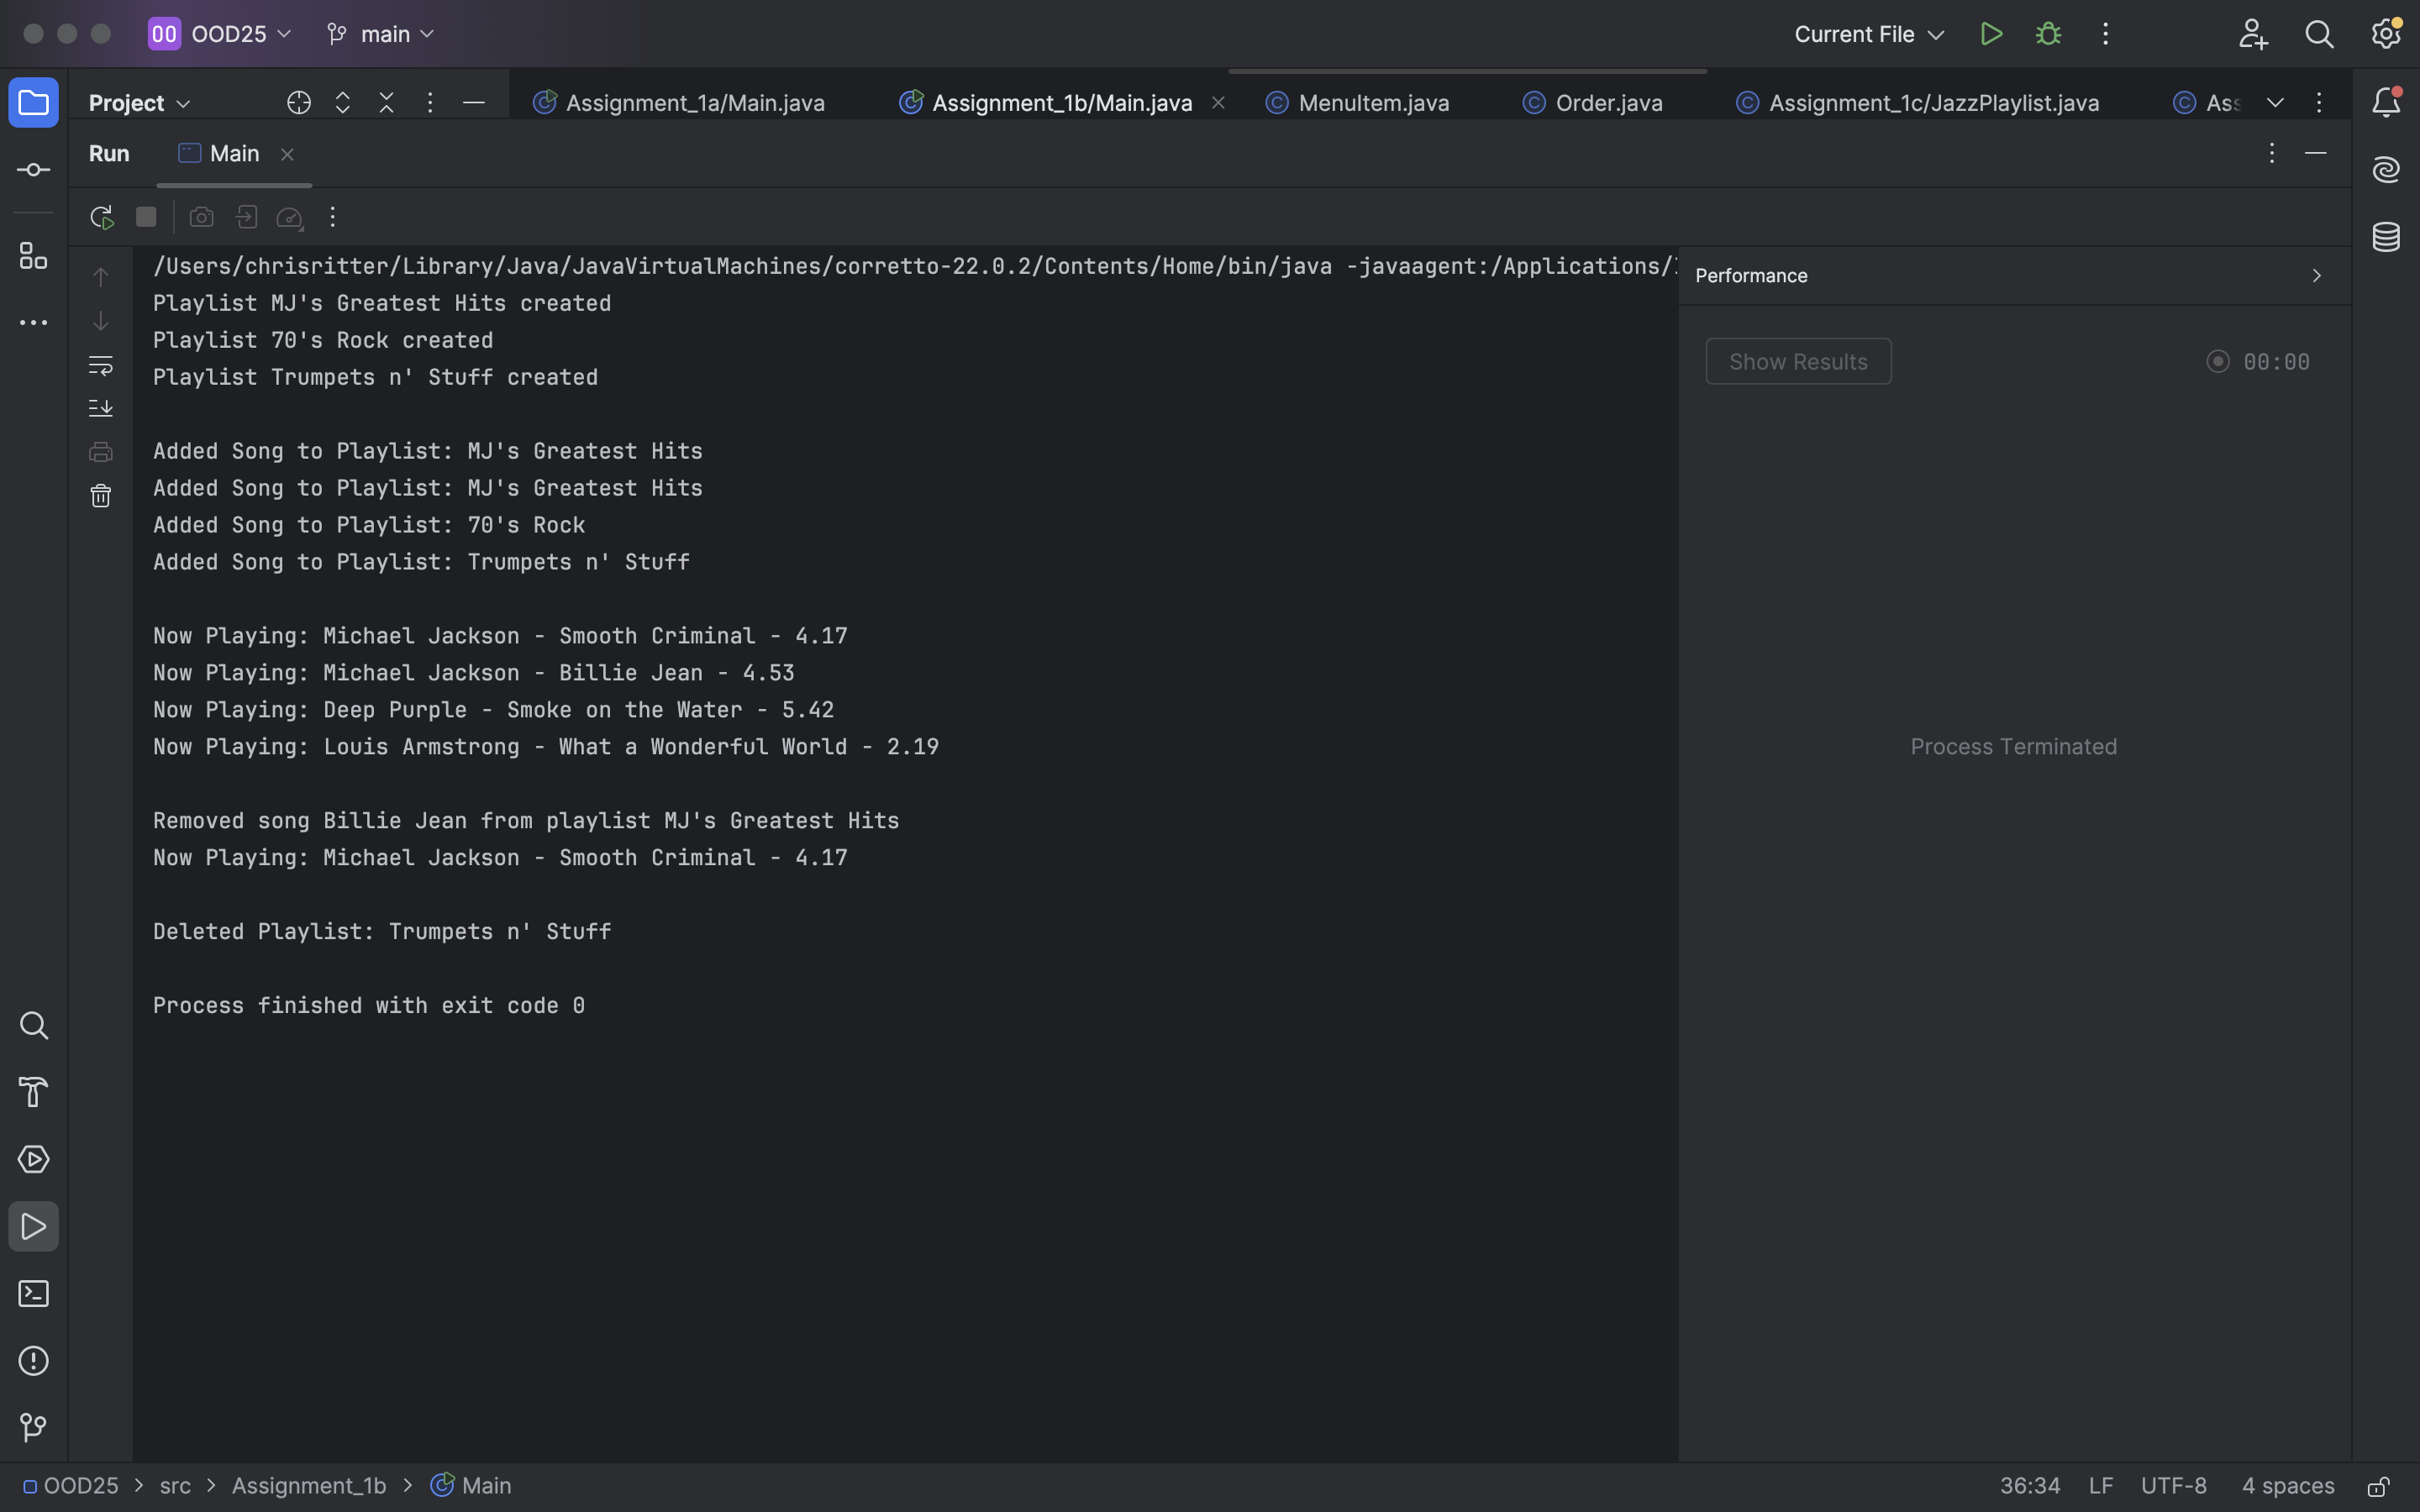 OO OOD25 main Current File
Project Assignment_1a/Main.java Assignment_1b/Main.java MenuItem.java Order.java Assignment_1c/JazzPlaylist.java Ass
Run Main
/Users/chrisritter/Library/Java/JavaVirtualMachines/corretto-22.0.2/Contents/Home/bin/java -javaagent:/Applications/
Performance
Playlist MJ's Greatest Hits created
Playlist 70's Rock created
Show Results 00:00
Playlist Trumpets n' Stuff created
Added Song to Playlist: MJ's Greatest Hits
Added Song to Playlist: MJ's Greatest Hits
Added Song to Playlist: 70's Rock
Added Song to Playlist: Trumpets n' Stuff
Now Playing: Michael Jackson - Smooth Criminal - 4.17
Now Playing: Michael Jackson - Billie Jean - 4.53
Now Playing: Deep Purple - Smoke on the Water - 5.42
Now Playing: Louis Armstrong - What a Wonderful World - 2.19
Process Terminated
Removed song Billie Jean from playlist MJ's Greatest Hits
Now Playing: Michael Jackson - Smooth Criminal - 4.17
Deleted Playlist: Trumpets n' Stuff
Process finished with exit code 0
OOD25 > src > Assignment_1b > Main 36:34 LF UTF-8 4 spaces